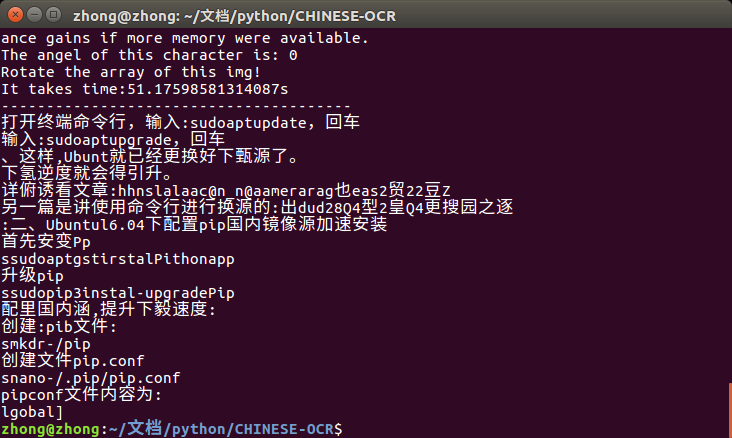 zhong@zhong: ~/文档/python/CHINESE-OCR
ance gains if more memory were available.
The angel of this character is: 0
Rotate the array of this img!
It takes time:51.17598581314087s
---------------------------------------
打开终端命令行，输入:sudoaptupdate，回车
输入:sudoaptupgrade，回车
、这样,Ubunt就已经更换好下甄源了。
下氢逆度就会得引升。
详俯诱看文章:hhnslalaac@n_n@aamerarag也eas2贸22豆Z
另一篇是讲使用命令行进行换源的:出dud28Q4型2皇Q4更搜园之逐
:二、Ubuntul6.04下配置pip国内镜像源加速安装
首先安变Pp
ssudoaptgstirstalPithonapp
升级pip
ssudopip3instal-upgradePip
配里国内涵,提升下毅速度:
创建:pib文件:
smkdr-/pip
创建文件pip.conf
snano-/.pip/pip.conf
pipconf文件内容为:
lgobal]
zhong@zhong:~/文档/python/CHINESE-OCR$